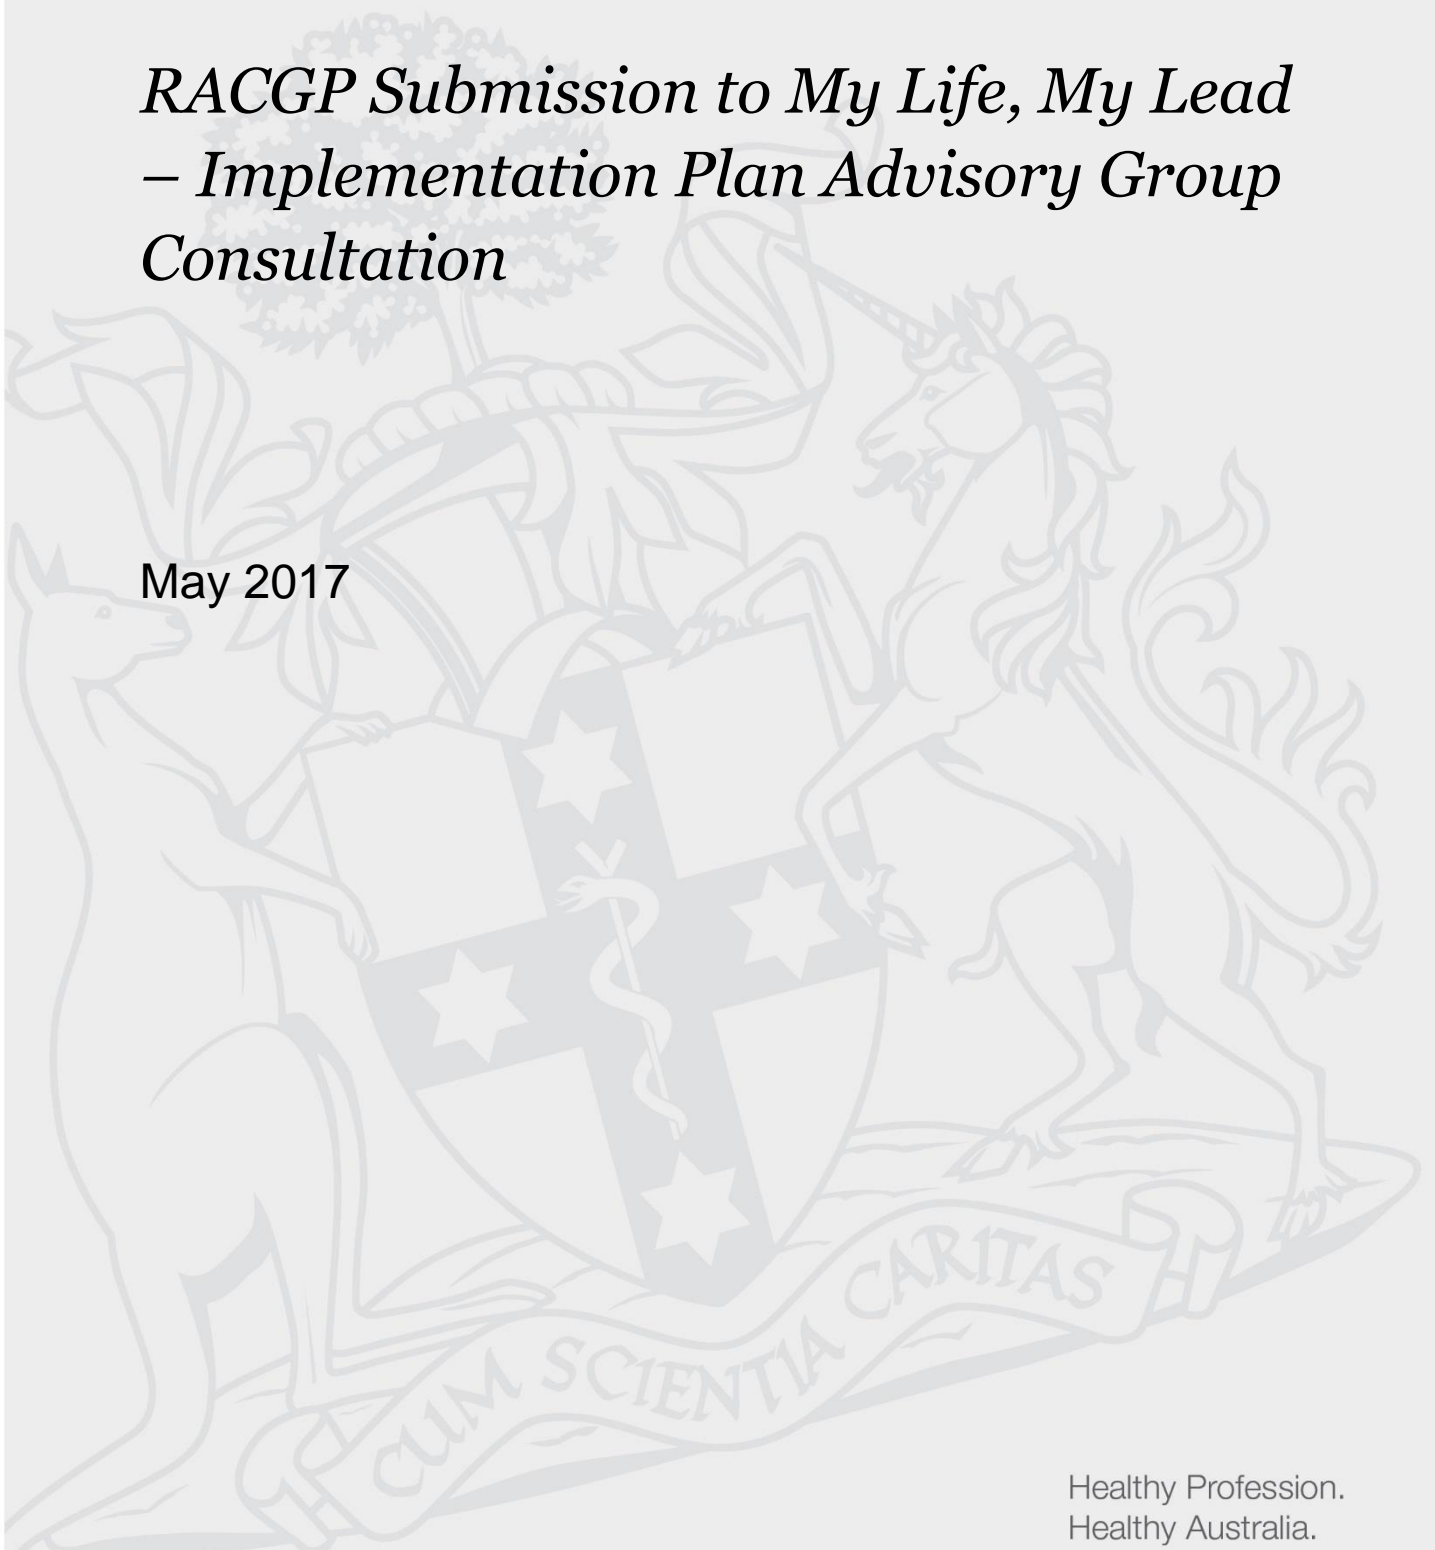 RACGP Submission to My Life, My Lead
– Implementation Plan Advisory Group
Consultation
May 2017
CUM SCIENTIA CARITAS
Healthy Profession.
Healthy Australia.